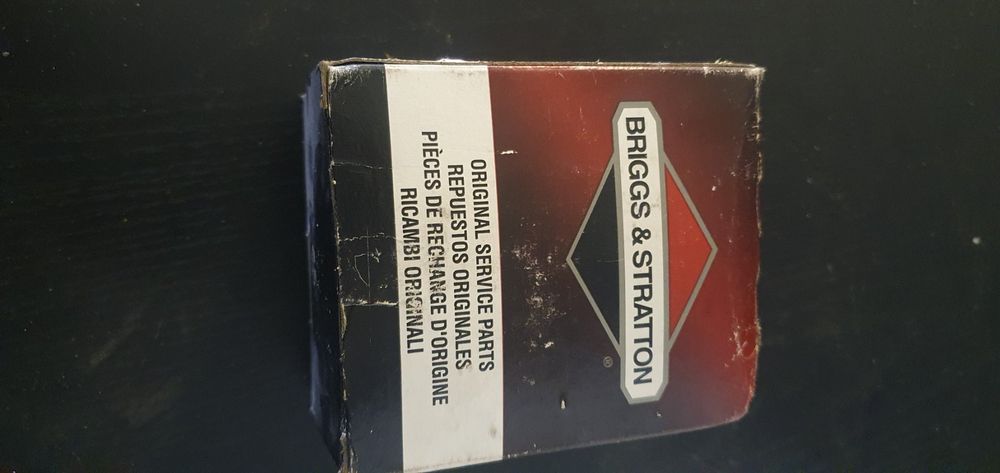 BRIGGS & STRATTON
®
ORIGINAL SERVICE PARTS
REPUESTOS ORIGINALES
PIÈCES DE RECHANGE D'ORIGINE
RICAMBI ORIGINALI